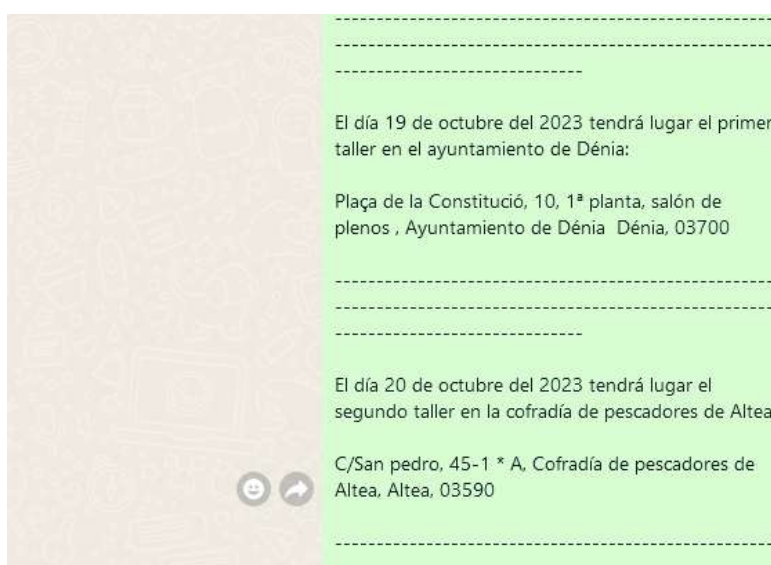 ------------------------------------------------------
------------------------------------------------------
------------------------------
El día 19 de octubre del 2023 tendrá lugar el primer
taller en el ayuntamiento de Dénia:
Plaça de la Constitució, 10, 1ª planta, salón de
plenos , Ayuntamiento de Dénia  Dénia, 03700
------------------------------------------------------
------------------------------------------------------
------------------------------
El día 20 de octubre del 2023 tendrá lugar el
segundo taller en la cofradía de pescadores de Altea
C/San pedro, 45-1 * A, Cofradía de pescadores de
Altea, Altea, 03590
------------------------------------------------------